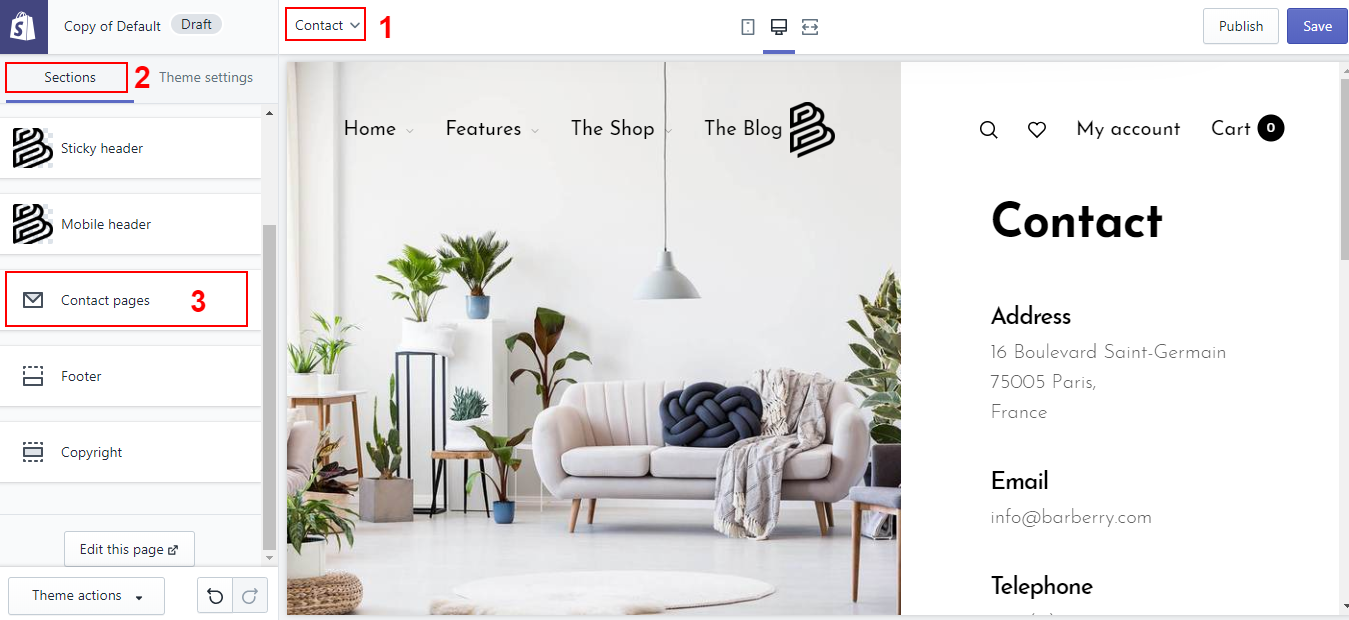 Copy of Default
Draft
Contact
1
Publish
Save
Sections
2
Theme settings
Sticky header
Mobile header
Contact pages
3
Footer
Copyright
Edit this page
Theme actions
Home
Features
The Shop
The Blog
My account
Cart
0
Contact
Address
16 Boulevard Saint-Germain
75005 Paris,
France
Email
info@barberry.com
Telephone